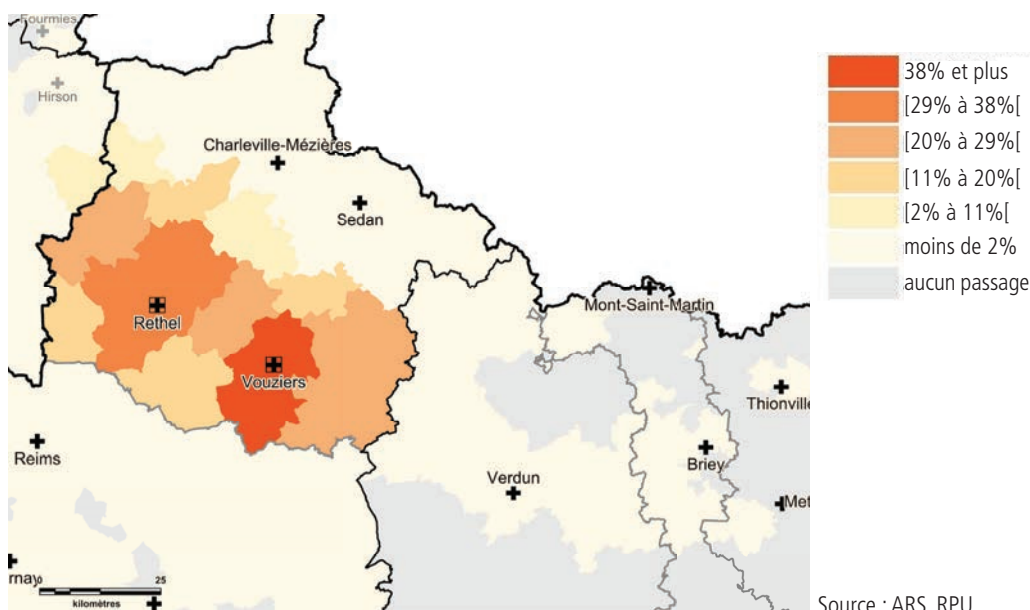 Fourmies
Hirson
Charleville-Mézières
Sedan
Rethel
Vouziers
Mont-Saint-Martin
Thionville
Reims
Verdun
Briey
Met
rnay
0 25
kilomètres
38% et plus
[29% à 38%[
[20% à 29%[
[11% à 20%[
[2% à 11%[
moins de 2%
aucun passage
Source : ARS, RPU